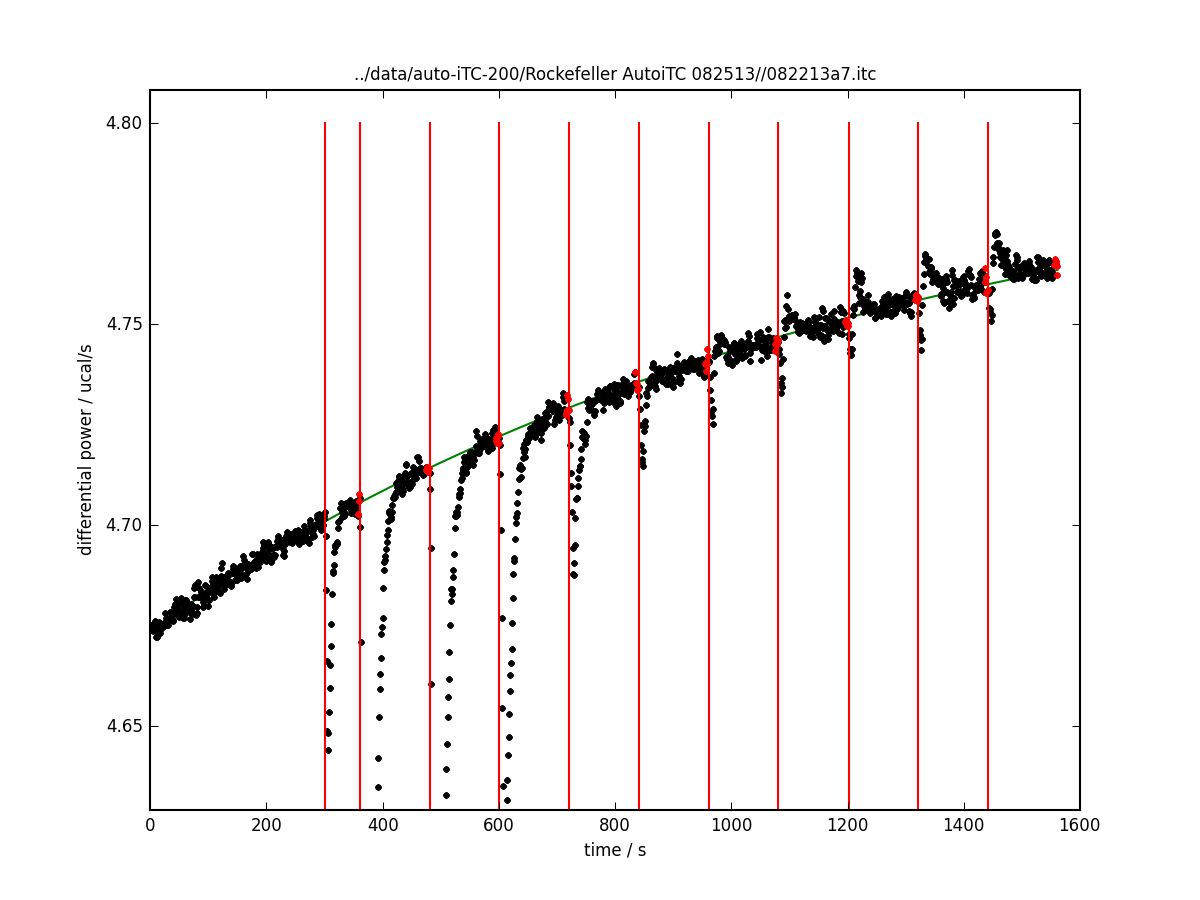 ../data/auto-iTC-200/Rockefeller AutoiTC 082513//082213a7.itc
4.80
4.75
4.70
4.65
differential power / ucal/s
0 200 400 600 800 1000 1200 1400 1600
time / s